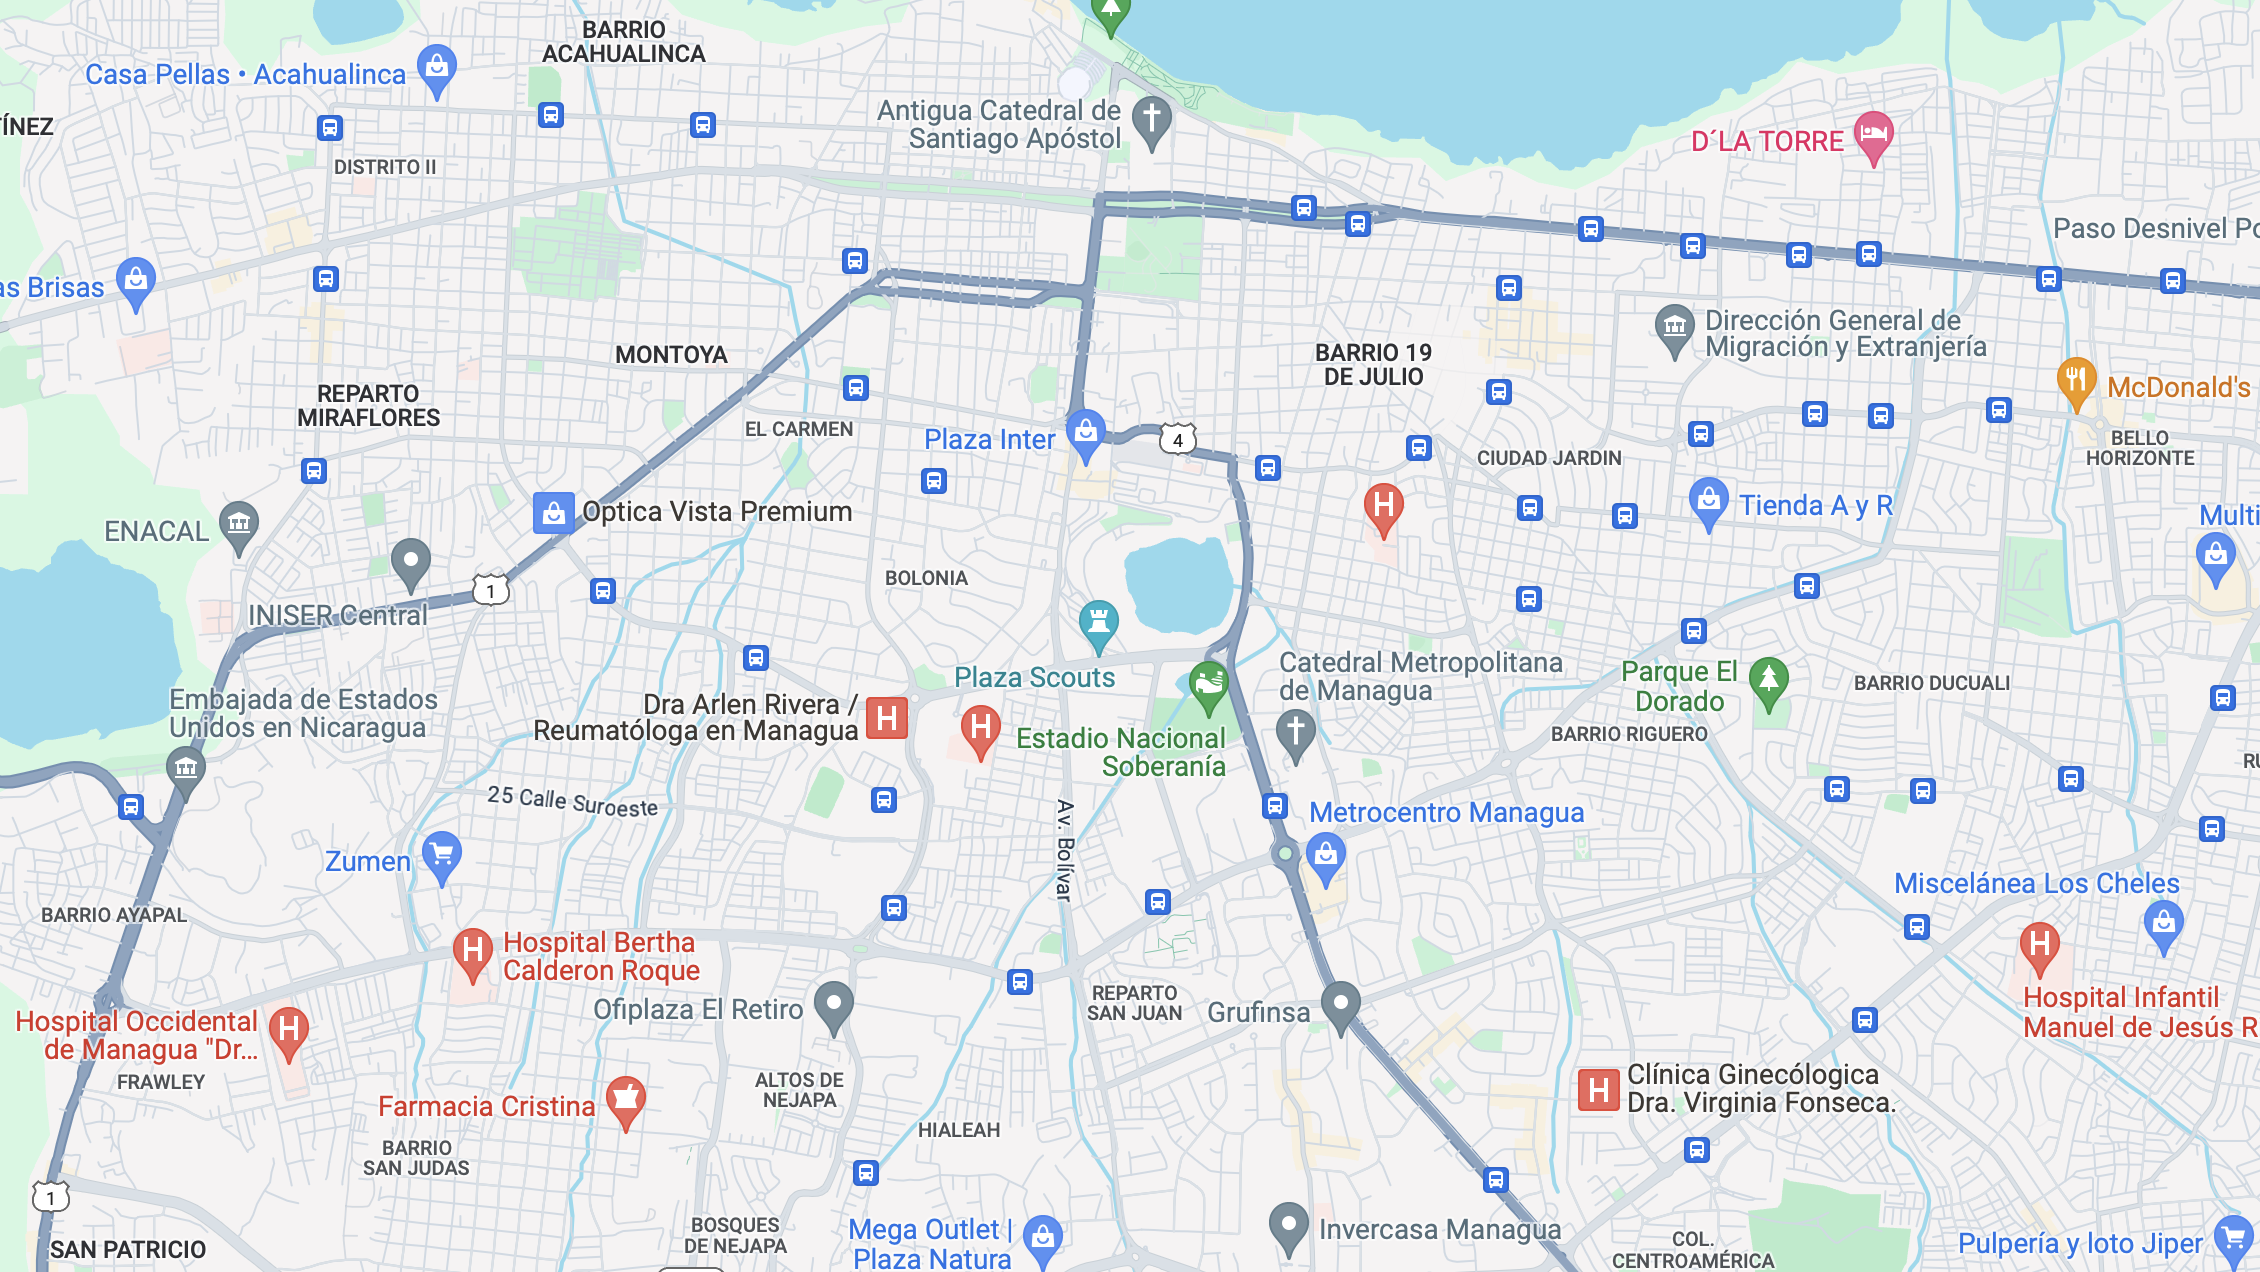 BARRIO
ACAHUALINCA
Casa Pellas • Acahualinca
TÍNEZ
DISTRITO II
Antigua Catedral de
Santiago Apóstol
D´LA TORRE
Paso Desnivel Po
as Brisas
MONTOYA
REPARTO
MIRAFLORES
EL CARMEN
Plaza Inter
4
BARRIO 19
DE JULIO
Dirección General de
Migración y Extranjería
McDonald's
BELLO
HORIZONTE
CIUDAD JARDIN
Tienda A y R
Multi
ENACAL
Optica Vista Premium
INISER Central
1
BOLONIA
H
Plaza Scouts
Catedral Metropolitana
de Managua
Parque El
Dorado
BARRIO DUCUALI
BARRIO RIGUERO
Embajada de Estados
Unidos en Nicaragua
Dra Arlen Rivera /
Reumatóloga en Managua
H
H
Estadio Nacional
Soberanía
RU
25 Calle Suroeste
Av. Bolívar
Metrocentro Managua
Zumen
Miscelánea Los Cheles
BARRIO AYAPAL
H
Hospital Bertha
Calderon Roque
Ofiplaza El Retiro
REPARTO
SAN JUAN
Grufinsa
H
Hospital Infantil
Manuel de Jesús R
Hospital Occidental
de Managua "Dr...
H
FRAWLEY
Farmacia Cristina
ALTOS DE
NEJAPA
H
Clínica Ginecólogica
Dra. Virginia Fonseca.
HIALEAH
BARRIO
SAN JUDAS
1
SAN PATRICIO
BOSQUES
DE NEJAPA
Mega Outlet |
Plaza Natura
Invercasa Managua
COL.
CENTROAMÉRICA
Pulpería y loto Jiper